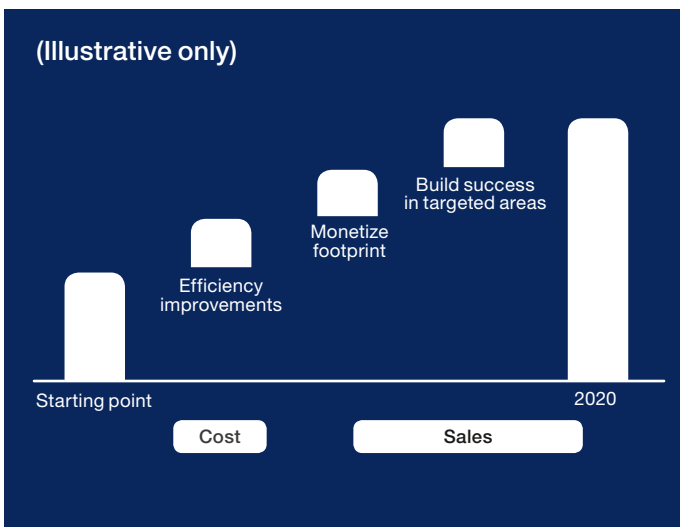 (Illustrative only)
Build success
in targeted areas
Monetize
footprint
Efficiency
improvements
Starting point
2020
Cost
Sales